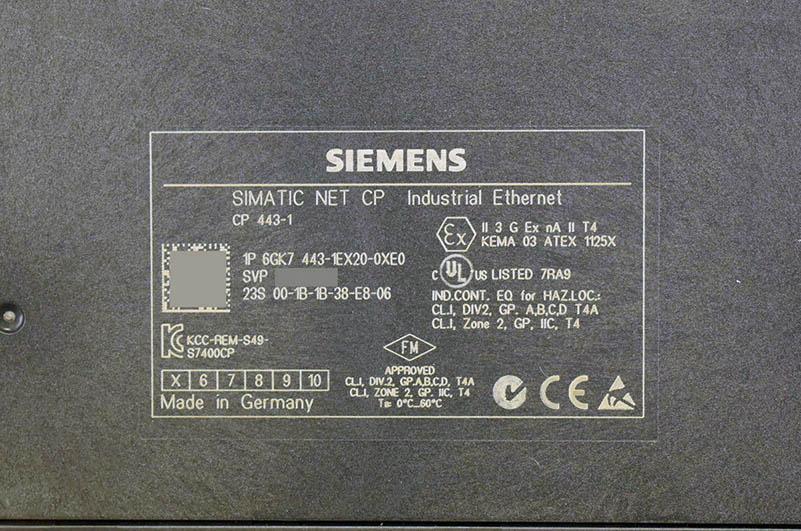 SIEMENS
SIMATIC NET CP Industrial Ethernet
CP 443-1
Ex II 3 G Ex nA II T4
KEMA 03 ATEX 1125X
1P 6GK7 443-1EX20-0XE0
SVP
23S 00-1B-1B-38-E8-06
c UL US LISTED 7RA9
IND.CONT. EQ for HAZ.LOC.:
CL.I, DIV.2, GP. A,B,C,D T4A
CL.I, Zone 2, GP. IIC, T4
KCC-REM-S49-
S7400CP
FM
APPROVED
CL.I, DIV.2, GP.A,B,C,D, T4A
CL.I, ZONE 2, GP. IIC, T4
Ta: 0°C...60°C
X 6 7 8 9 10
Made in Germany
CE